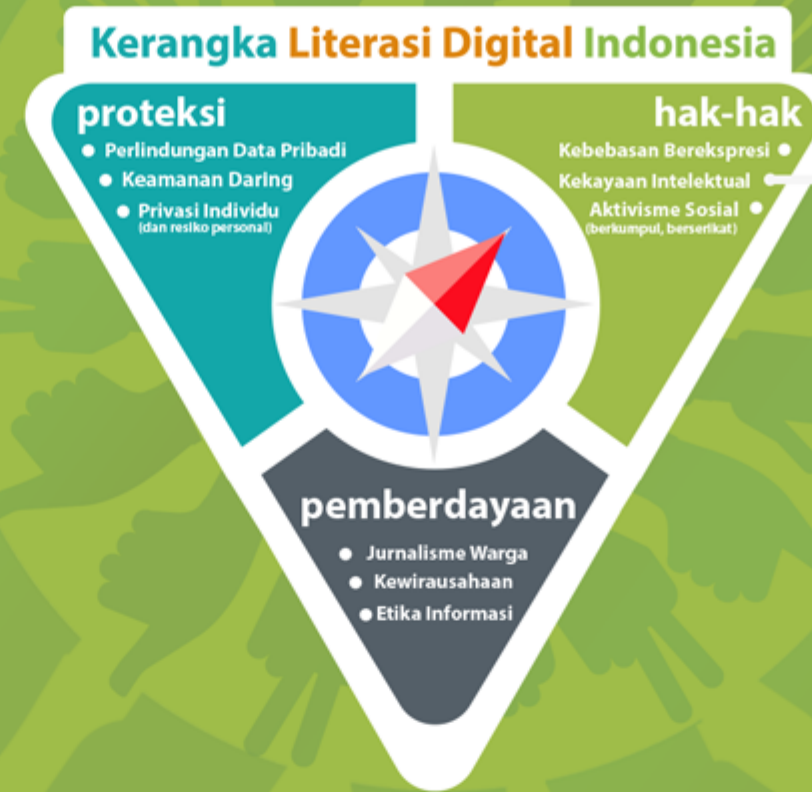 Kerangka Literasi Digital Indonesia
proteksi
Perlindungan Data Pribadi
Keamanan Daring
Privasi Individu
(dan resiko personal)
hak-hak
Kebebasan Berekspresi
Kekayaan Intelektual
Aktivisme Sosial
(berkumpul, berserikat)
pemberdayaan
Jurnalisme Warga
Kewirausahaan
Etika Informasi